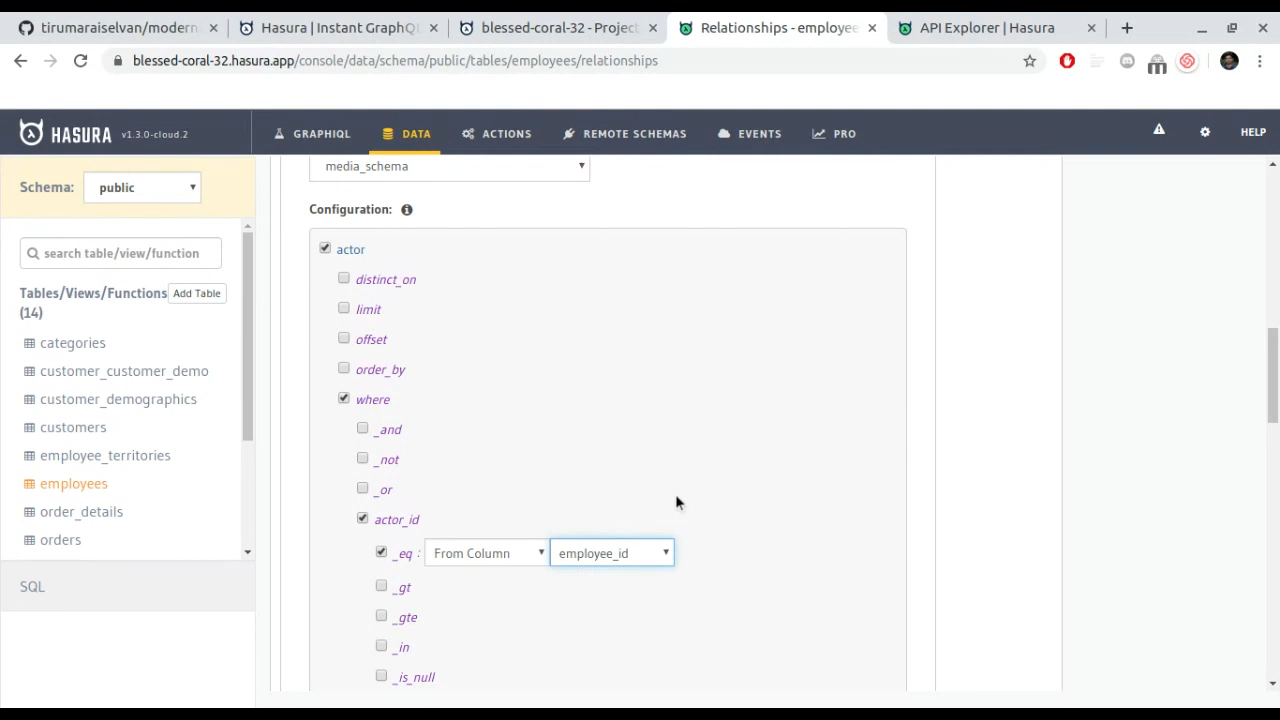 tirumaraiselvan/modern
Hasura | Instant GraphQL
blessed-coral-32 - Project
Relationships - employee
API Explorer | Hasura
blessed-coral-32.hasura.app/console/data/schema/public/tables/employees/relationships
HASURA v1.3.0-cloud.2
GRAPHIQL
DATA
ACTIONS
REMOTE SCHEMAS
EVENTS
PRO
HELP
Schema: public
search table/view/function
Tables/Views/Functions (14)
Add Table
categories
customer_customer_demo
customer_demographics
customers
employee_territories
employees
order_details
orders
SQL
media_schema
Configuration:
actor
distinct_on
limit
offset
order_by
where
_and
_not
_or
actor_id
_eq : From Column employee_id
_gt
_gte
_in
_is_null